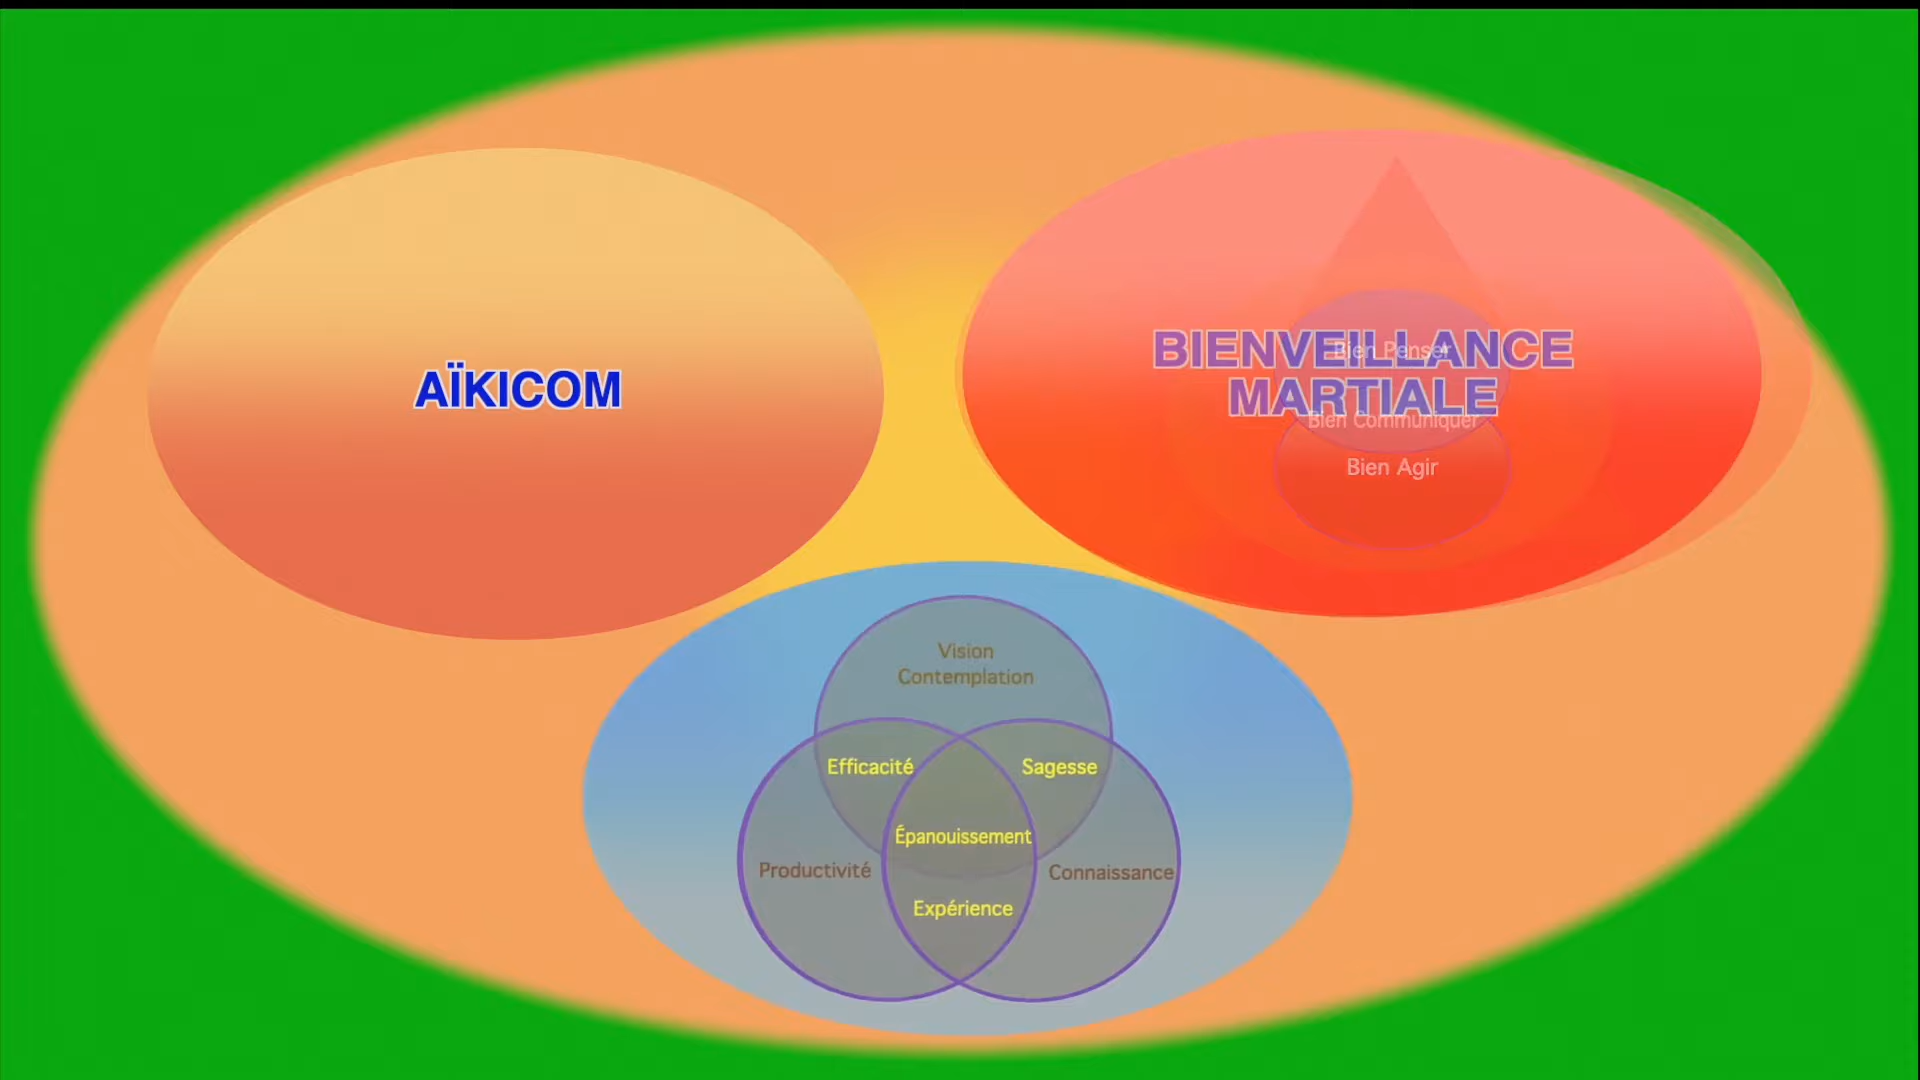 AÏKICOM
BIENVEILLANCE
MARTIALE
Bien Penser
Bien Communiquer
Bien Agir
Vision
Contemplation
Efficacité
Sagesse
Épanouissement
Productivité
Connaissance
Expérience